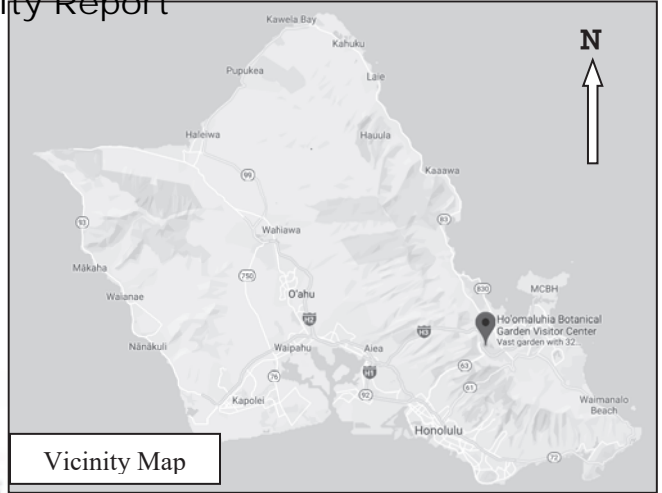 ity Report
Kawela Bay
Kahuku
N
Pupukea
Laie
Haleiwa
Hauula
99
Kaaawa
83
93
Wahiawa
Mākaha
750
O'ahu
830
MCBH
Waianae
H2
Ho'omaluhia Botanical
Garden Visitor Center
Vast garden with 32...
H3
Nānākuli
Waipahu
Aiea
63
H1
76
61
92
Kapolei
Waimanalo
Beach
Honolulu
72
Vicinity Map